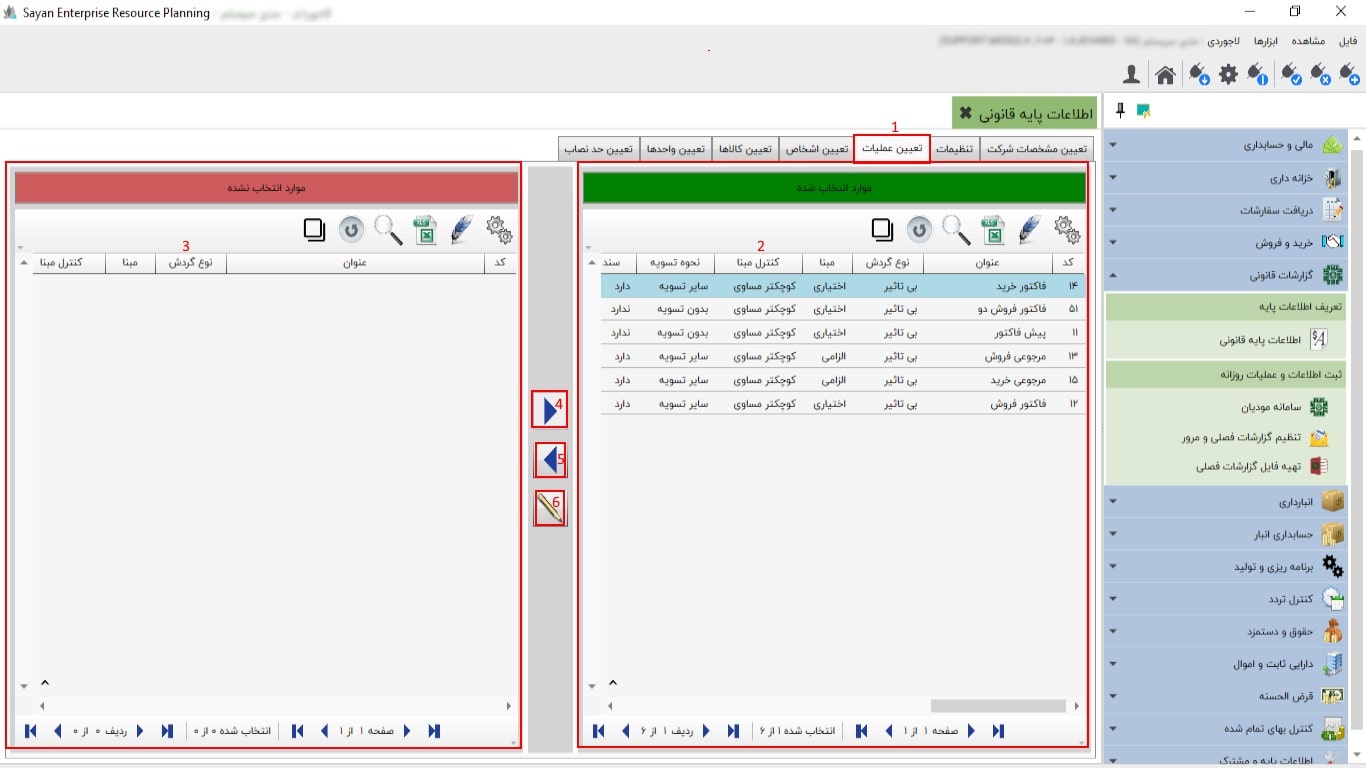 Sayan Enterprise Resource Planning
فایل مشاهده ابزارها لاجوردی
اطلاعات پایه قانونی
1
تعیین مشخصات شرکت تنظیمات تعیین عملیات تعیین اشخاص تعیین کالاها تعیین واحدها تعیین حد نصاب
مالی و حسابداری
خزانه داری
دریافت سفارشات
خرید و فروش
گزارشات قانونی
تعریف اطلاعات پایه
اطلاعات پایه قانونی
ثبت اطلاعات و عملیات روزانه
سامانه مودیان
تنظیم گزارشات فصلی و مرور
تهیه فایل گزارشات فصلی
انبارداری
حسابداری انبار
برنامه ریزی و تولید
کنترل تردد
حقوق و دستمزد
دارایی ثابت و اموال
قرض الحسنه
کنترل بهای تمام شده
اطلاعات پایه و مشترک
موارد انتخاب شده
2
کد عنوان نوع گردش مبنا کنترل مبنا نحوه تسویه سند
۱۴ فاکتور خرید بی تاثیر اختیاری کوچکتر مساوی سایر تسویه دارد
۵۱ فاکتور فروش دو بی تاثیر اختیاری کوچکتر مساوی بدون تسویه ندارد
۱۱ پیش فاکتور بی تاثیر اختیاری کوچکتر مساوی بدون تسویه ندارد
۱۳ مرجوعی فروش بی تاثیر الزامی کوچکتر مساوی سایر تسویه دارد
۱۵ مرجوعی خرید بی تاثیر الزامی کوچکتر مساوی سایر تسویه دارد
۱۲ فاکتور فروش بی تاثیر اختیاری کوچکتر مساوی سایر تسویه دارد
صفحه ۱ از ۱ انتخاب شده ۱ از ۶ ردیف ۱ از ۶
4
5
6
موارد انتخاب نشده
3
کد عنوان نوع گردش مبنا کنترل مبنا
صفحه ۱ از ۱ انتخاب شده ۰ از ۰ ردیف ۰ از ۰